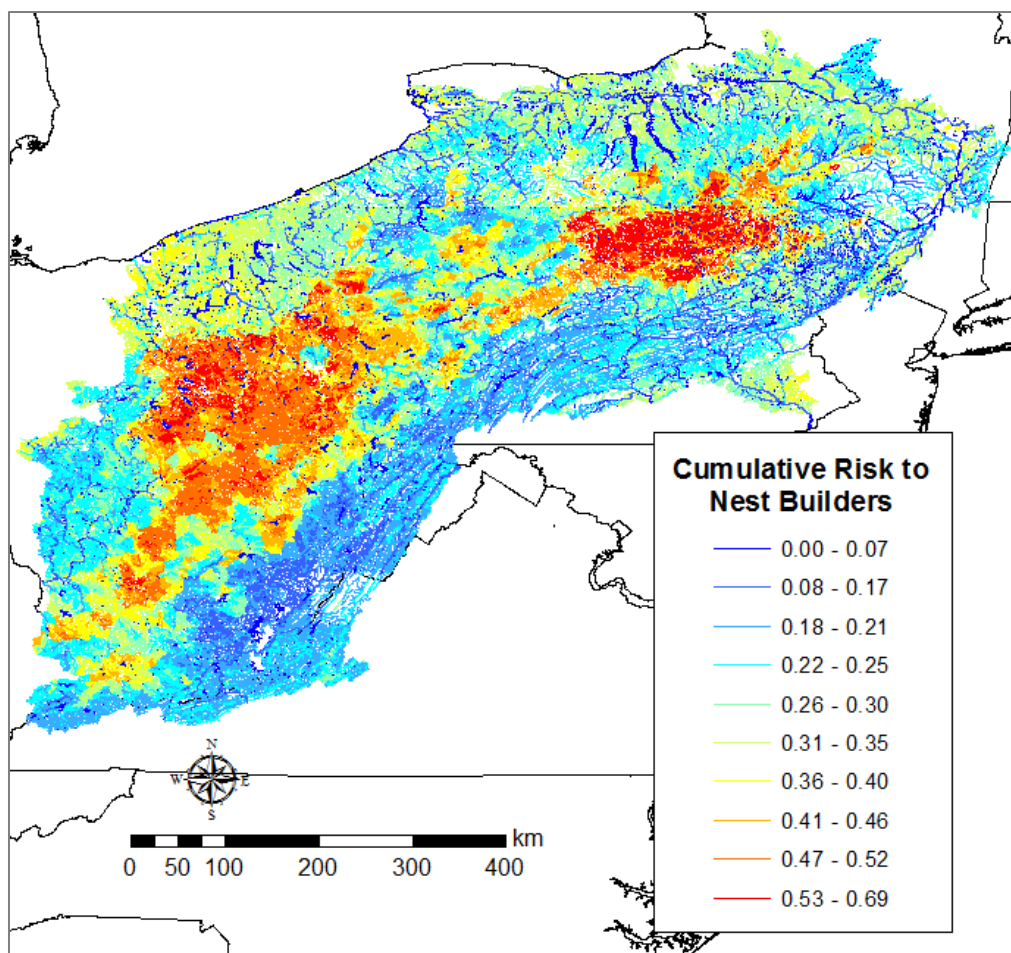 Cumulative Risk to
Nest Builders
0.00 - 0.07
0.08 - 0.17
0.18 - 0.21
0.22 - 0.25
0.26 - 0.30
0.31 - 0.35
0.36 - 0.40
0.41 - 0.46
0.47 - 0.52
0.53 - 0.69
N
W E
S
km
0 50 100 200 300 400